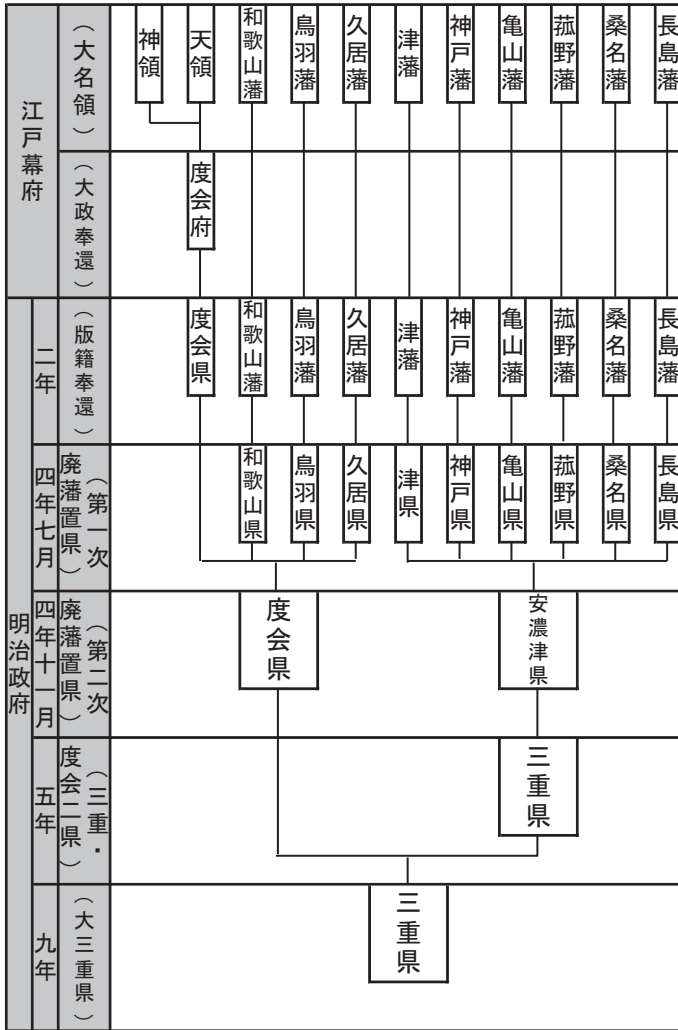 江戸幕府
（大名領）
神領
天領
和歌山藩
鳥羽藩
久居藩
津藩
神戸藩
亀山藩
菰野藩
桑名藩
長島藩
（大政奉還）
度会府
明治政府
二年
（版籍奉還）
度会県
和歌山藩
鳥羽藩
久居藩
津藩
神戸藩
亀山藩
菰野藩
桑名藩
長島藩
四年七月
（第一次
廃藩置県）
和歌山県
鳥羽県
久居県
津県
神戸県
亀山県
菰野県
桑名県
長島県
四年十一月
（第二次
廃藩置県）
度会県
安濃津県
五年
（三重・
度会二県）
三重県
九年
（大三重県）
三重県